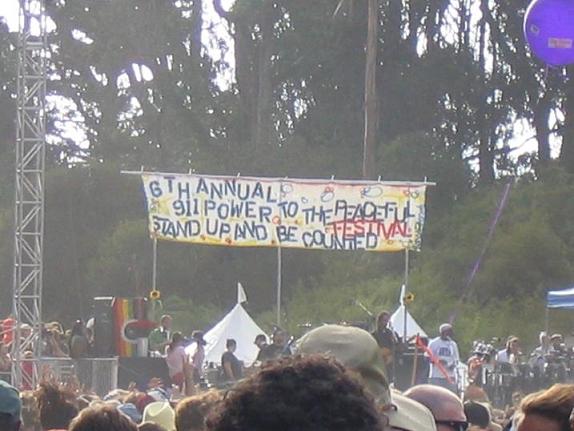 6TH ANNUAL
911 POWER TO THE PEACEFUL
FESTIVAL
STAND UP AND BE COUNTED